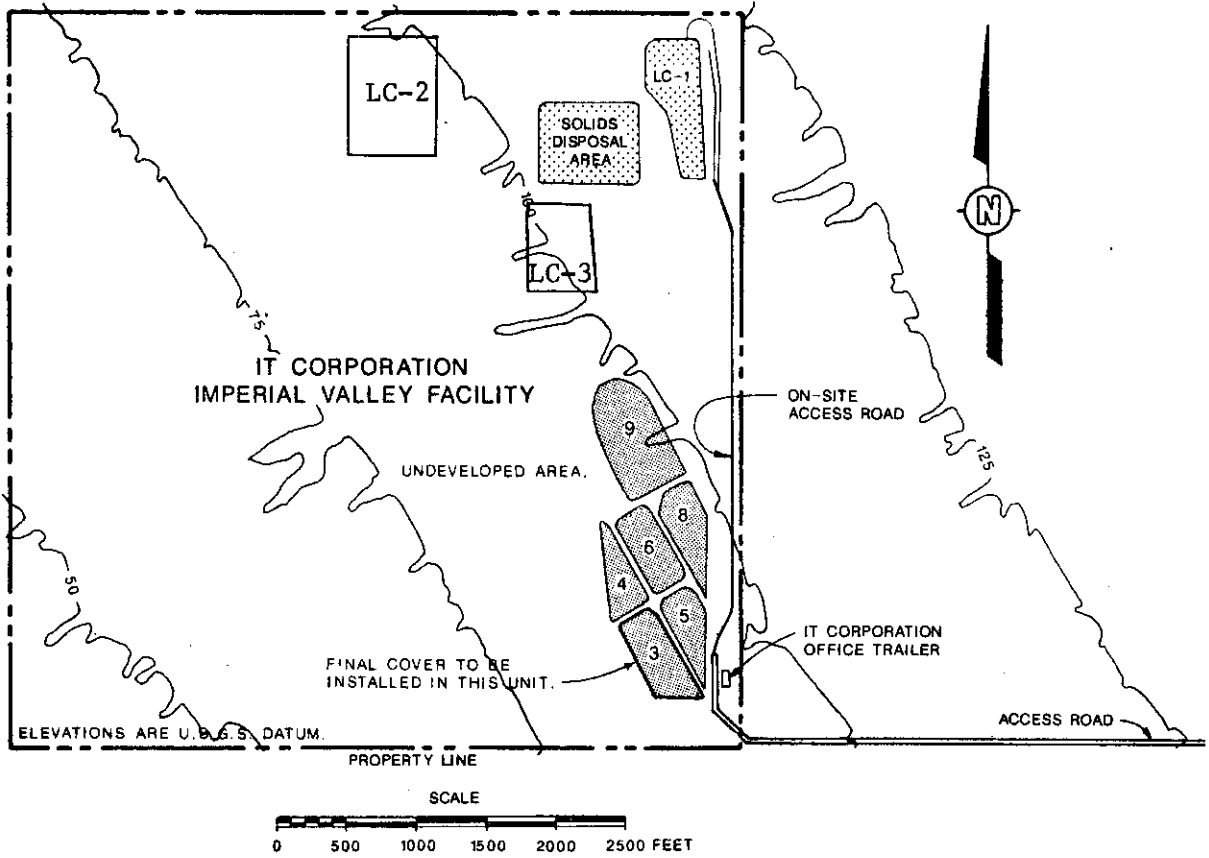 LC-2
LC-1
SOLIDS
DISPOSAL
AREA
100
N
LC-3
75
IT CORPORATION
IMPERIAL VALLEY FACILITY
ON-SITE
ACCESS ROAD
9
125
UNDEVELOPED AREA.
8
6
4
50
5
3
IT CORPORATION
OFFICE TRAILER
FINAL COVER TO BE
INSTALLED IN THIS UNIT.
ELEVATIONS ARE U.S.G.S. DATUM.
ACCESS ROAD
PROPERTY LINE
SCALE
0 500 1000 1500 2000 2500 FEET